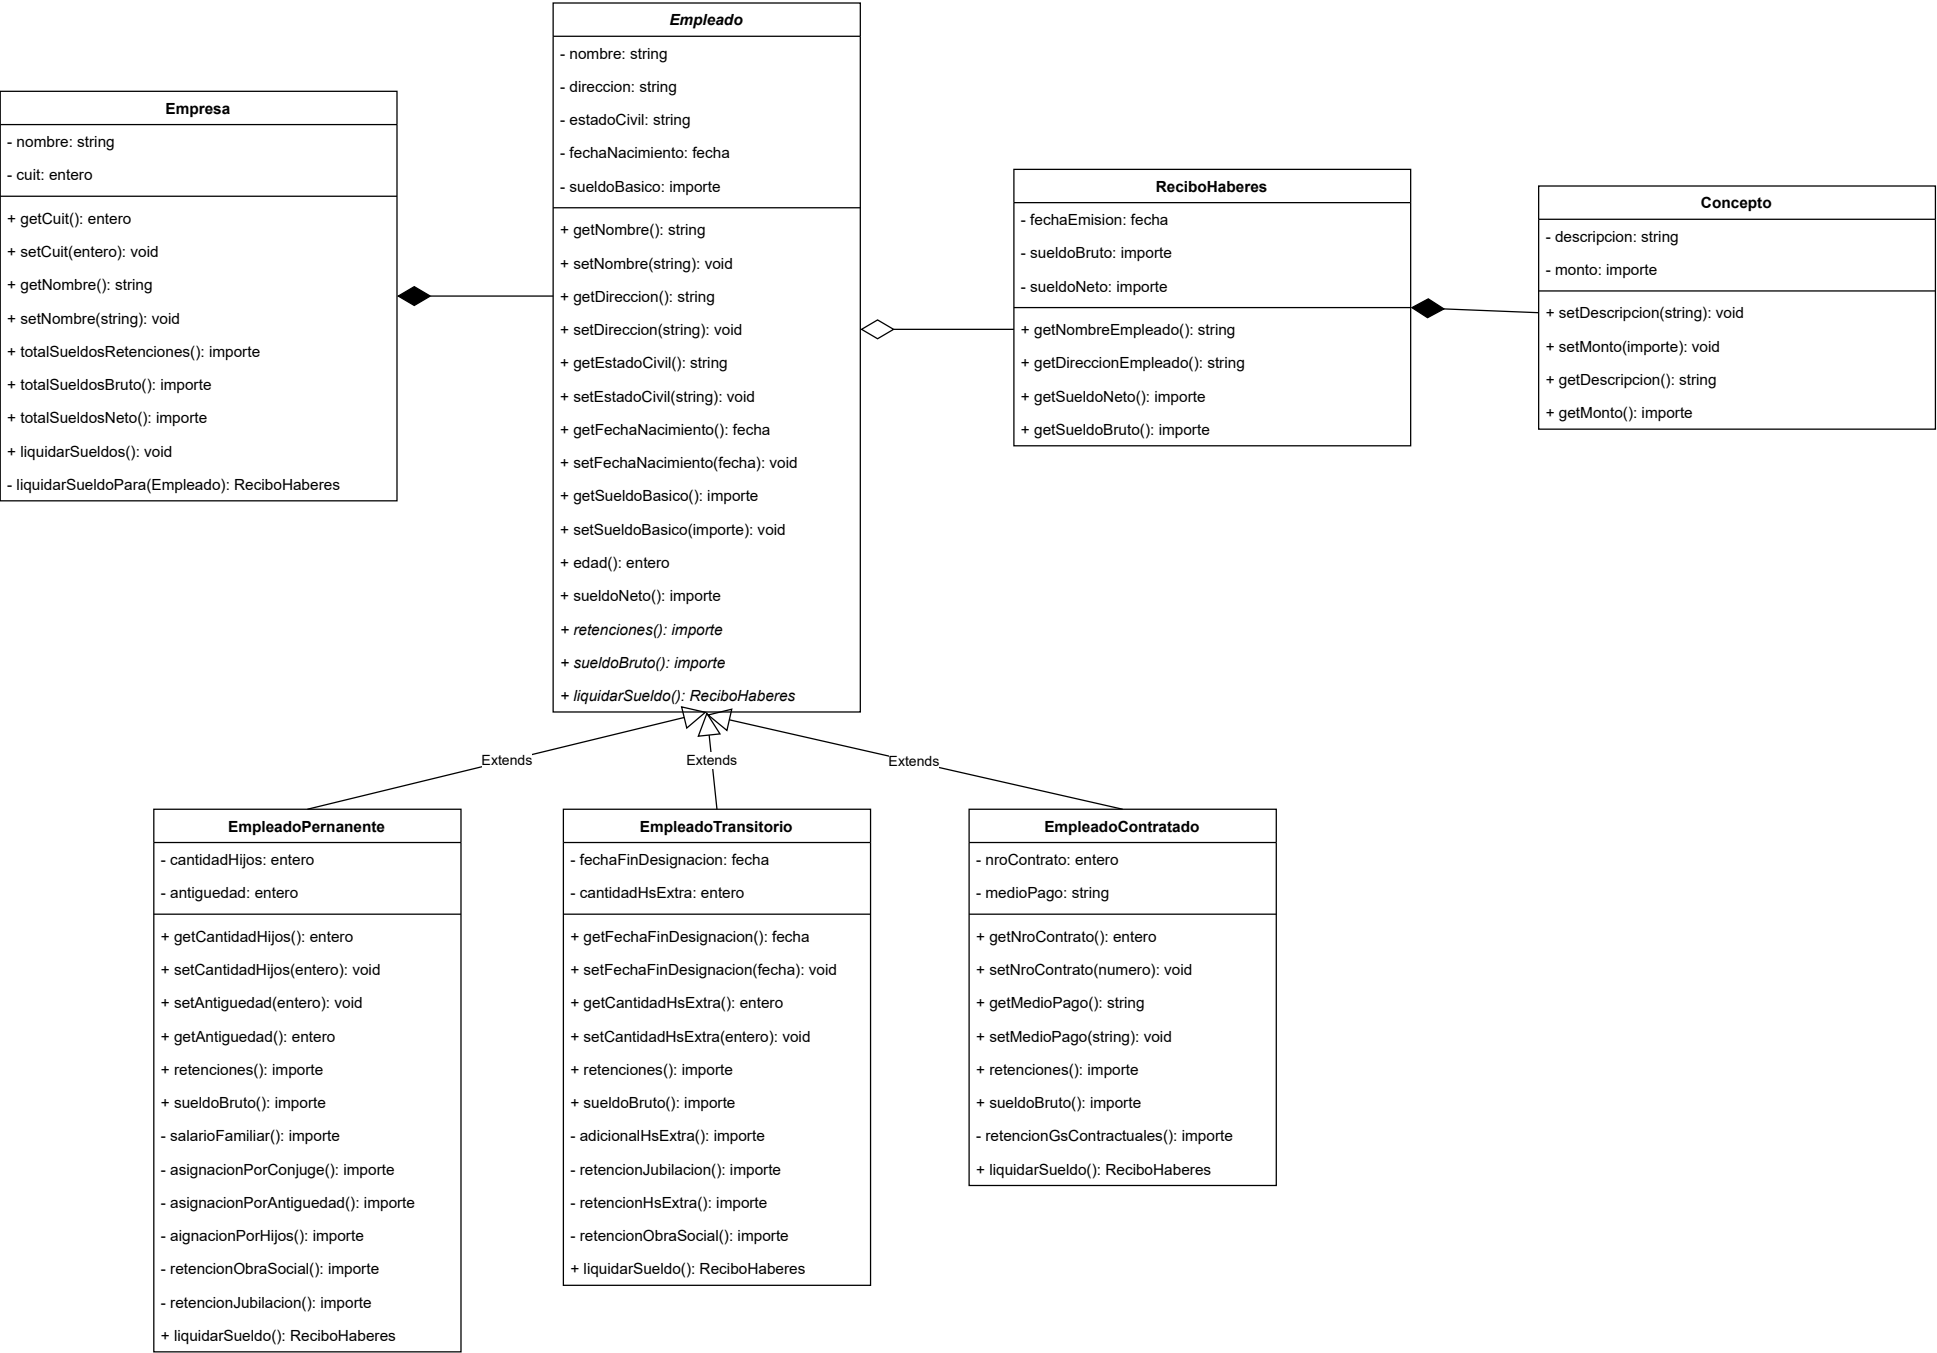 Empresa
- nombre: string
- cuit: entero
+ getCuit(): entero
+ setCuit(entero): void
+ getNombre(): string
+ setNombre(string): void
+ totalSueldosRetenciones(): importe
+ totalSueldosBruto(): importe
+ totalSueldosNeto(): importe
+ liquidarSueldos(): void
- liquidarSueldoPara(Empleado): ReciboHaberes
Empleado
- nombre: string
- direccion: string
- estadoCivil: string
- fechaNacimiento: fecha
- sueldoBasico: importe
+ getNombre(): string
+ setNombre(string): void
+ getDireccion(): string
+ setDireccion(string): void
+ getEstadoCivil(): string
+ setEstadoCivil(string): void
+ getFechaNacimiento(): fecha
+ setFechaNacimiento(fecha): void
+ getSueldoBasico(): importe
+ setSueldoBasico(importe): void
+ edad(): entero
+ sueldoNeto(): importe
+ retenciones(): importe
+ sueldoBruto(): importe
+ liquidarSueldo(): ReciboHaberes
ReciboHaberes
- fechaEmision: fecha
- sueldoBruto: importe
- sueldoNeto: importe
+ getNombreEmpleado(): string
+ getDireccionEmpleado(): string
+ getSueldoNeto(): importe
+ getSueldoBruto(): importe
Concepto
- descripcion: string
- monto: importe
+ setDescripcion(string): void
+ setMonto(importe): void
+ getDescripcion(): string
+ getMonto(): importe
Extends
Extends
Extends
EmpleadoPernanente
- cantidadHijos: entero
- antiguedad: entero
+ getCantidadHijos(): entero
+ setCantidadHijos(entero): void
+ setAntiguedad(entero): void
+ getAntiguedad(): entero
+ retenciones(): importe
+ sueldoBruto(): importe
- salarioFamiliar(): importe
- asignacionPorConjuge(): importe
- asignacionPorAntiguedad(): importe
- aignacionPorHijos(): importe
- retencionObraSocial(): importe
- retencionJubilacion(): importe
+ liquidarSueldo(): ReciboHaberes
EmpleadoTransitorio
- fechaFinDesignacion: fecha
- cantidadHsExtra: entero
+ getFechaFinDesignacion(): fecha
+ setFechaFinDesignacion(fecha): void
+ getCantidadHsExtra(): entero
+ setCantidadHsExtra(entero): void
+ retenciones(): importe
+ sueldoBruto(): importe
- adicionalHsExtra(): importe
- retencionJubilacion(): importe
- retencionHsExtra(): importe
- retencionObraSocial(): importe
+ liquidarSueldo(): ReciboHaberes
EmpleadoContratado
- nroContrato: entero
- medioPago: string
+ getNroContrato(): entero
+ setNroContrato(numero): void
+ getMedioPago(): string
+ setMedioPago(string): void
+ retenciones(): importe
+ sueldoBruto(): importe
- retencionGsContractuales(): importe
+ liquidarSueldo(): ReciboHaberes